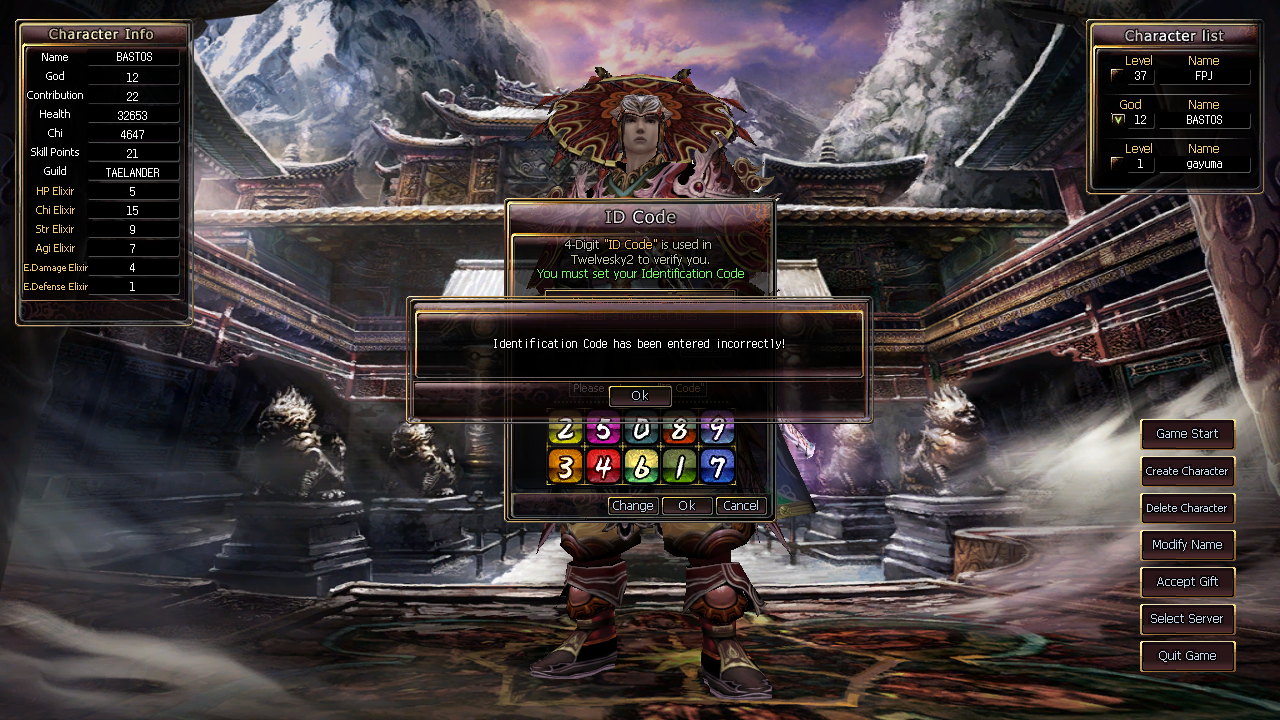 Character Info
Name BASTOS
God 12
Contribution 22
Health 32653
Chi 4647
Skill Points 21
Guild TAELANDER
HP Elixir 5
Chi Elixir 15
Str Elixir 9
Agi Elixir 7
E.Damage Elixir 4
E.Defense Elixir 1
Character list
Level Name
37 FPJ
God Name
12 BASTOS
Level Name
1 gayuma
ID Code
4-Digit "ID Code" is used in
Twelvesky2 to verify you.
You must set your Identification Code
Identification Code has been entered incorrectly!
Please Code"
Ok
2 5 0 8 9
3 4 6 1 7
Change Ok Cancel
Game Start
Create Character
Delete Character
Modify Name
Accept Gift
Select Server
Quit Game